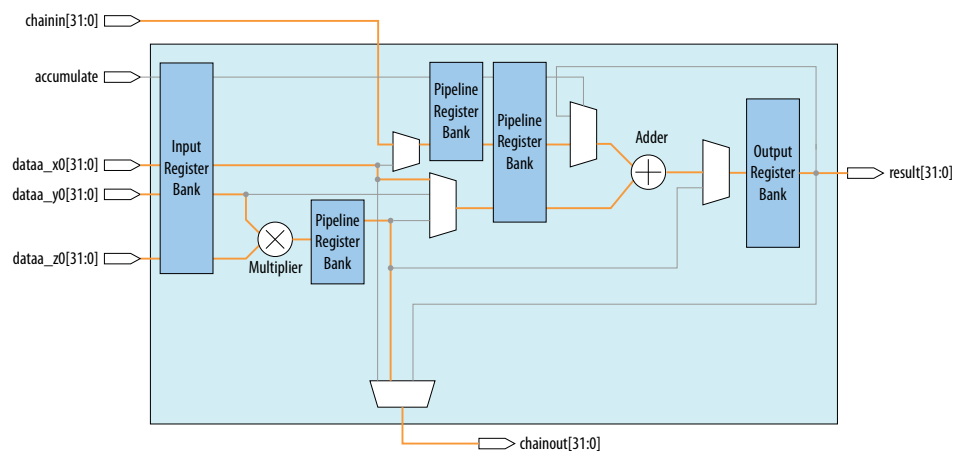 chainin[31:0]
accumulate
dataa_x0[31:0]
dataa_y0[31:0]
dataa_z0[31:0]
Input
Register
Bank
Multiplier
Pipeline
Register
Bank
Pipeline
Register
Bank
Pipeline
Register
Bank
Adder
Output
Register
Bank
result[31:0]
chainout[31:0]